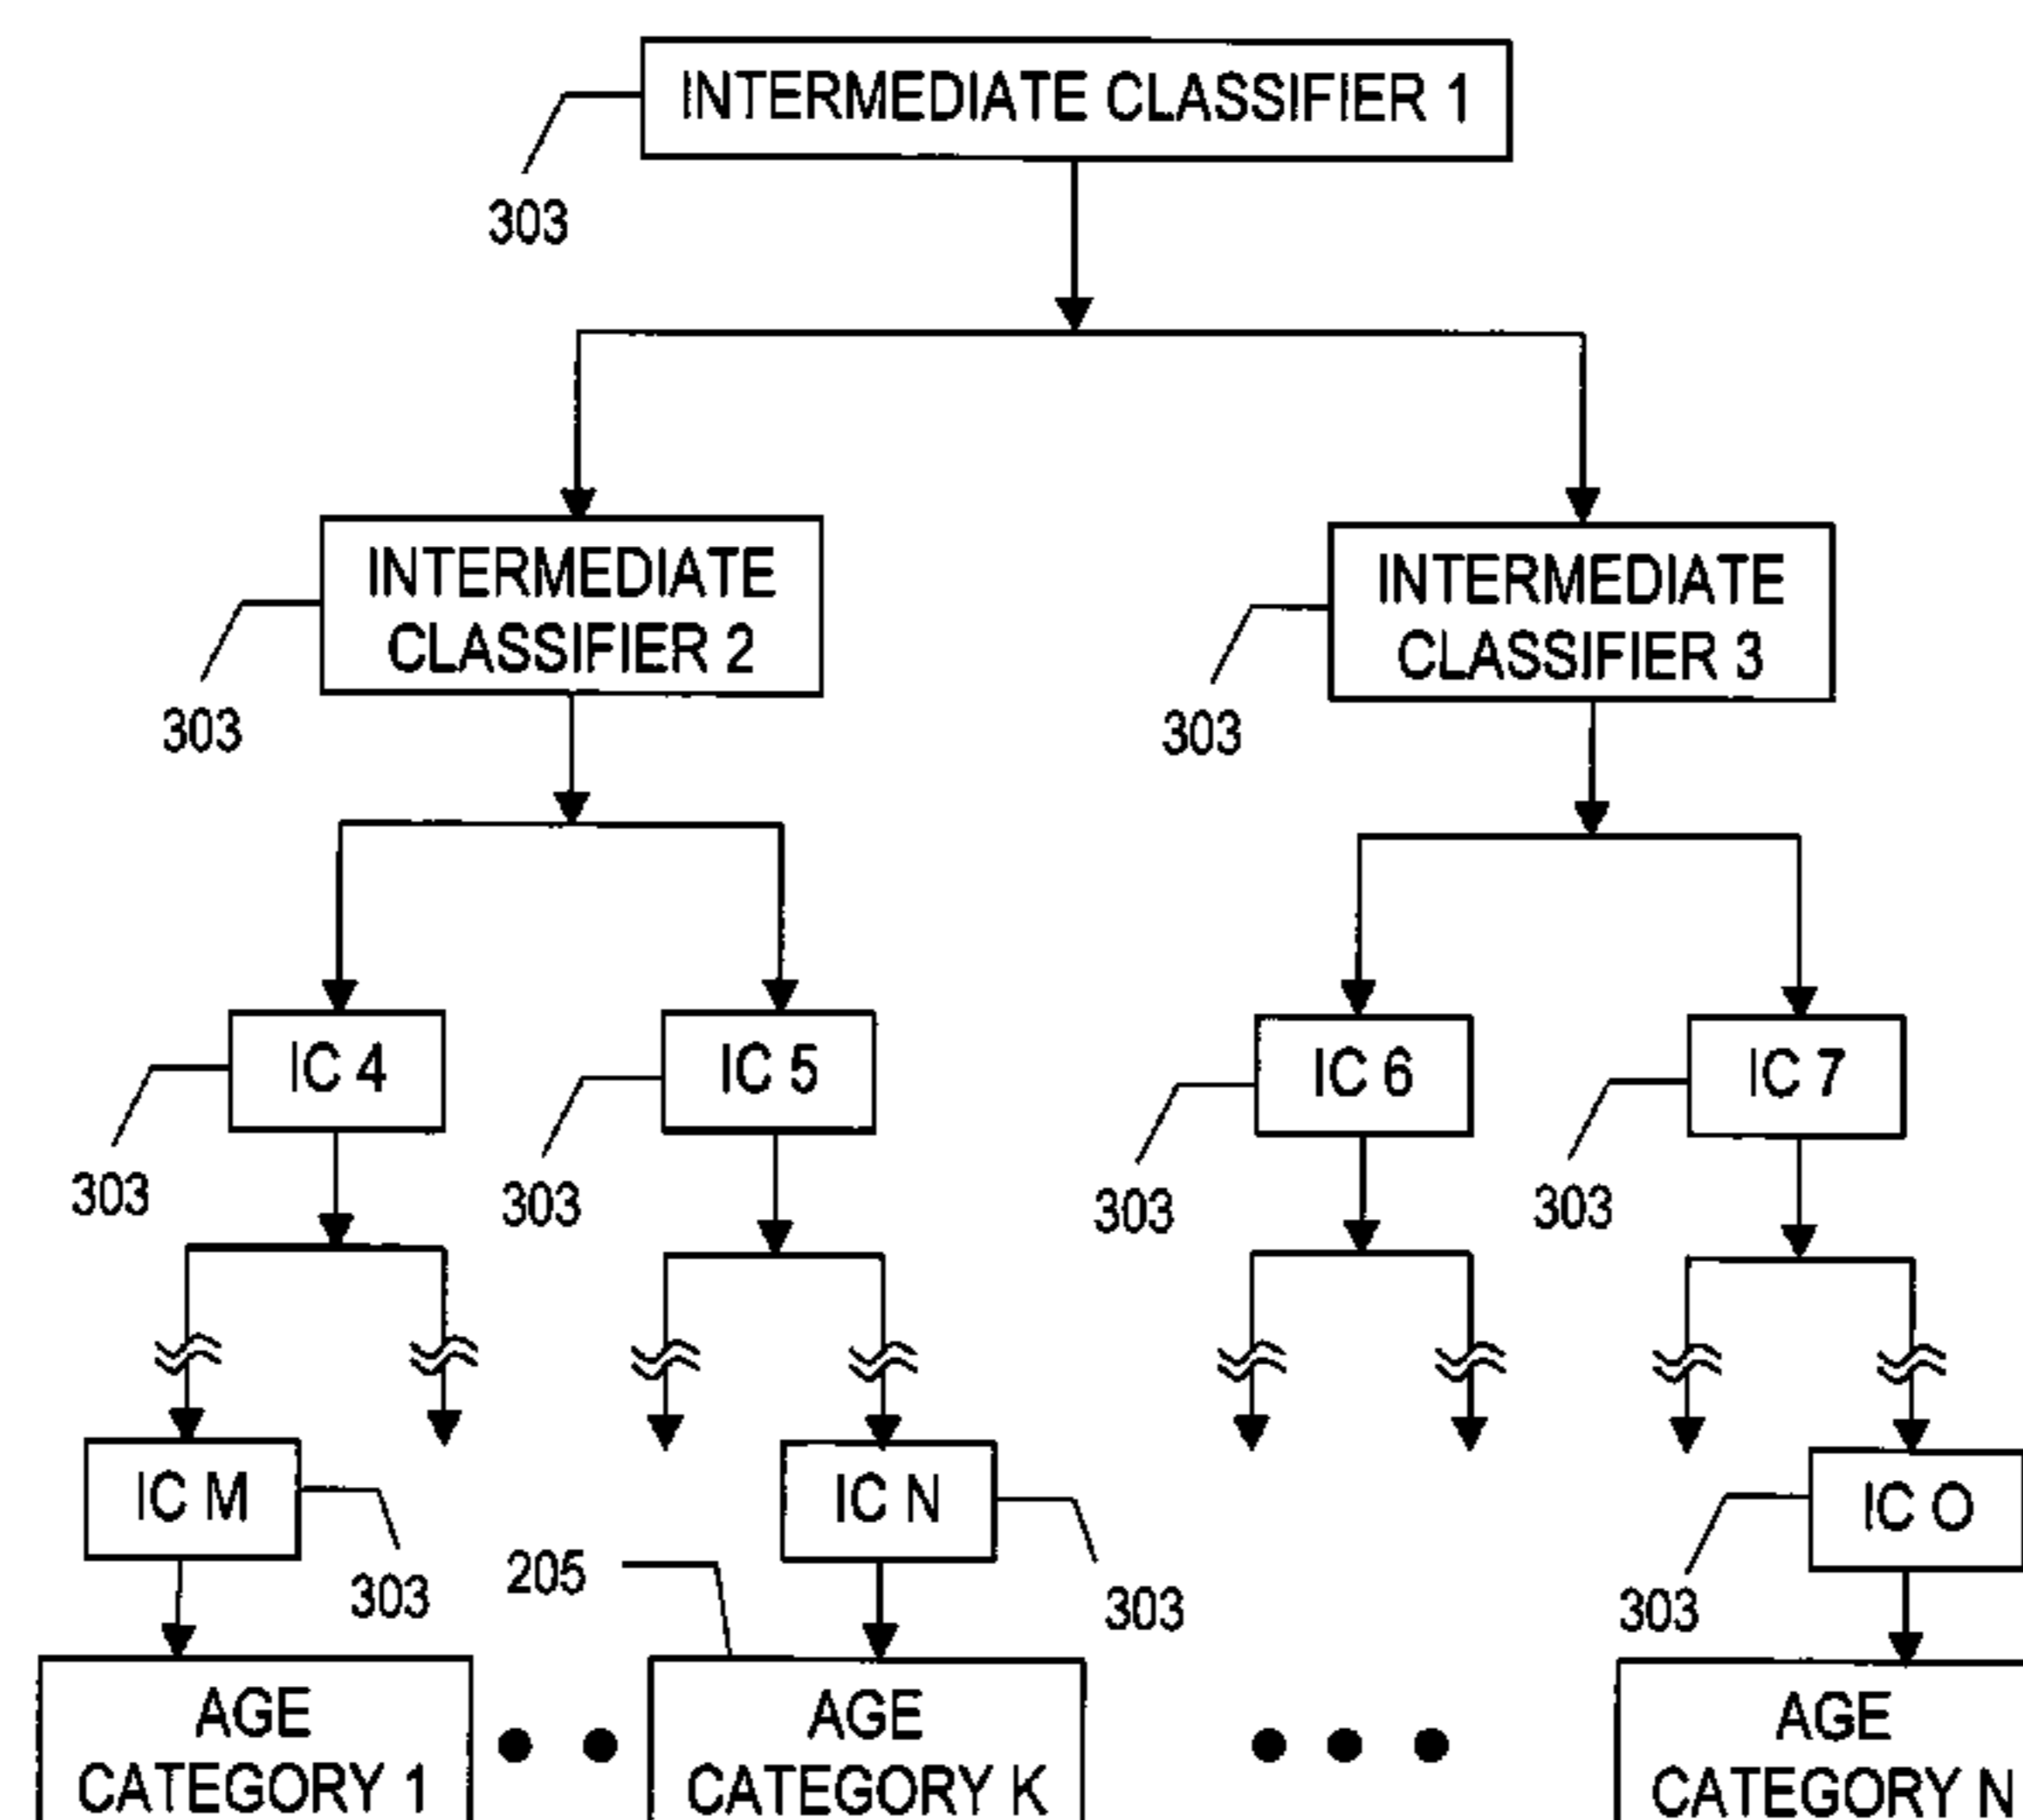 INTERMEDIATE CLASSIFIER 1
303
INTERMEDIATE
CLASSIFIER 2
303
INTERMEDIATE
CLASSIFIER 3
303
IC 4
303
IC 5
303
IC 6
303
IC 7
303
IC M
303
205
IC N
303
IC O
303
AGE
CATEGORY 1
AGE
CATEGORY K
AGE
CATEGORY N